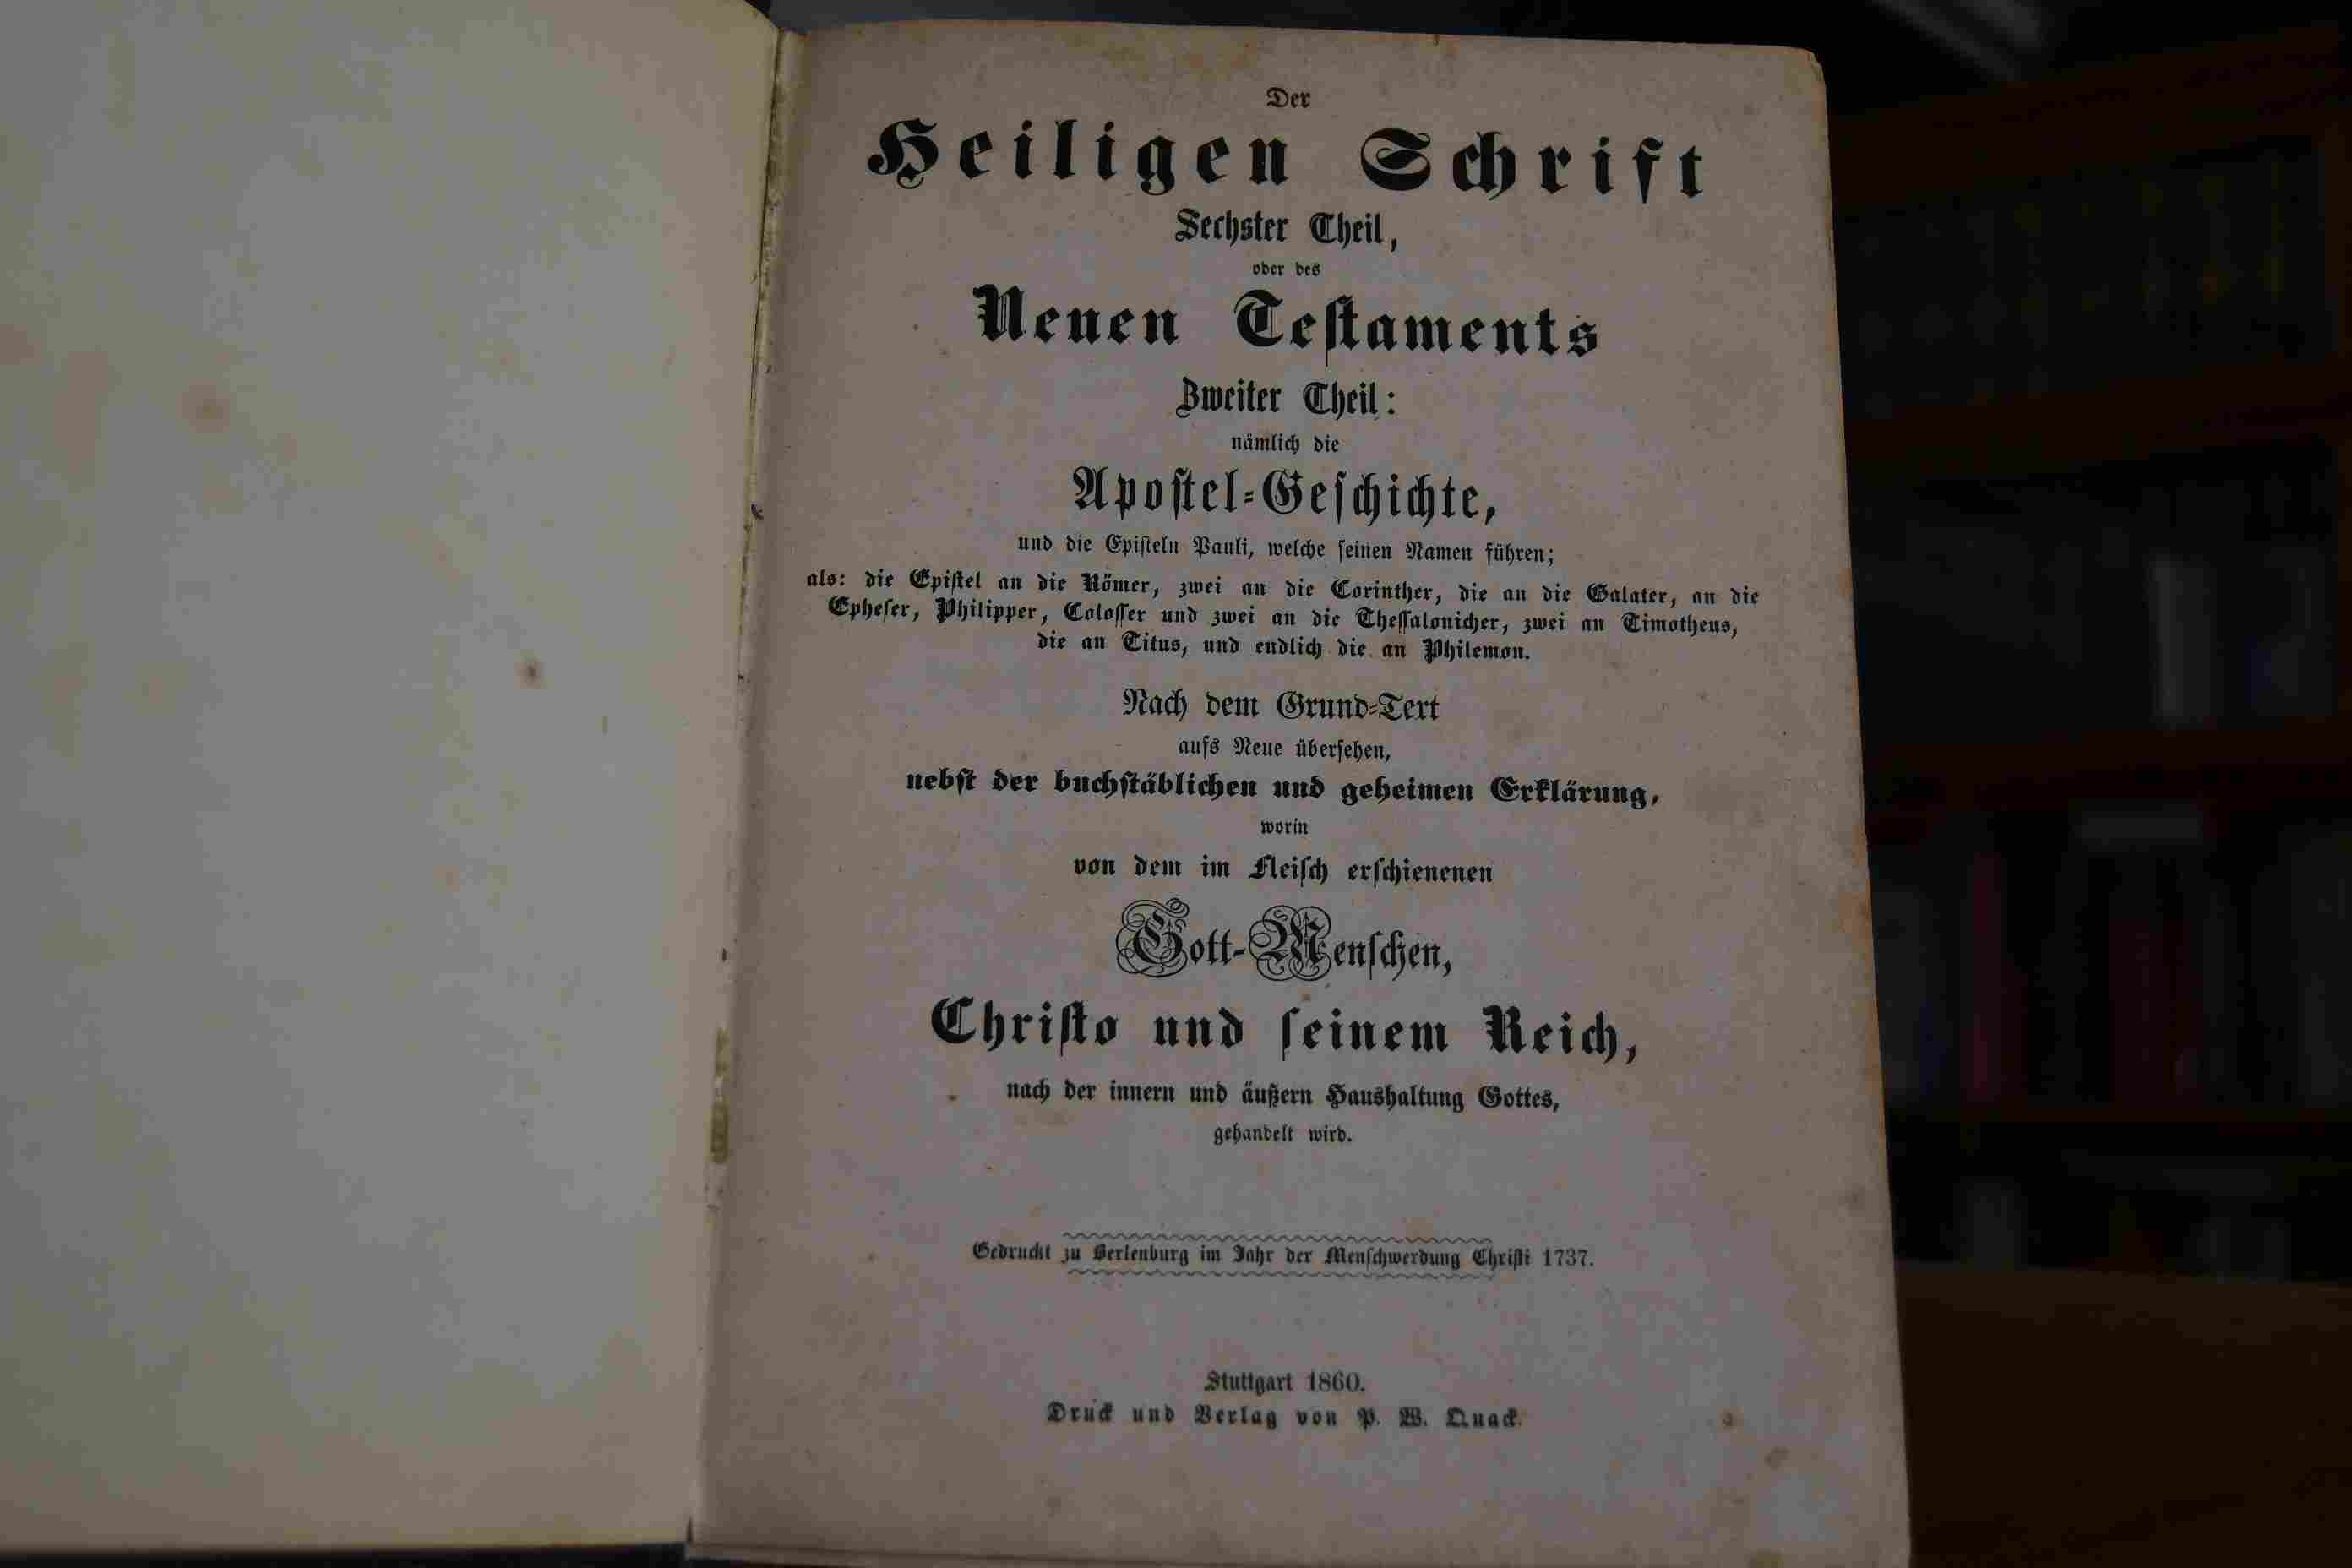 Der
Heiligen Schrift
Sechster Theil,
oder des
Neuen Teſtaments
Zweiter Theil:
nämlich die
Apoſtel-Geſchichte,
und die Epiſteln Pauli, welche ſeinen Namen führen;
als: die Epiſtel an die Römer, zwei an die Corinther, die an die Galater, an die
Epheſer, Philipper, Coloſſer und zwei an die Theſſalonicher, zwei an Timotheus,
die an Titus, und endlich die an Philemon.
Nach dem Grund-Text
aufs Neue überſehen,
nebſt der buchſtäblichen und geheimen Erklärung,
worin
von dem im Fleiſch erſchienenen
Gott-Menſchen,
Chriſto und ſeinem Reich,
nach der innern und äußern Haushaltung Gottes,
gehandelt wird.
Gedruckt zu Berlenburg im Jahr der Menſchwerdung Chriſti 1737.
Stuttgart 1860.
Druck und Verlag von P. W. Quack.